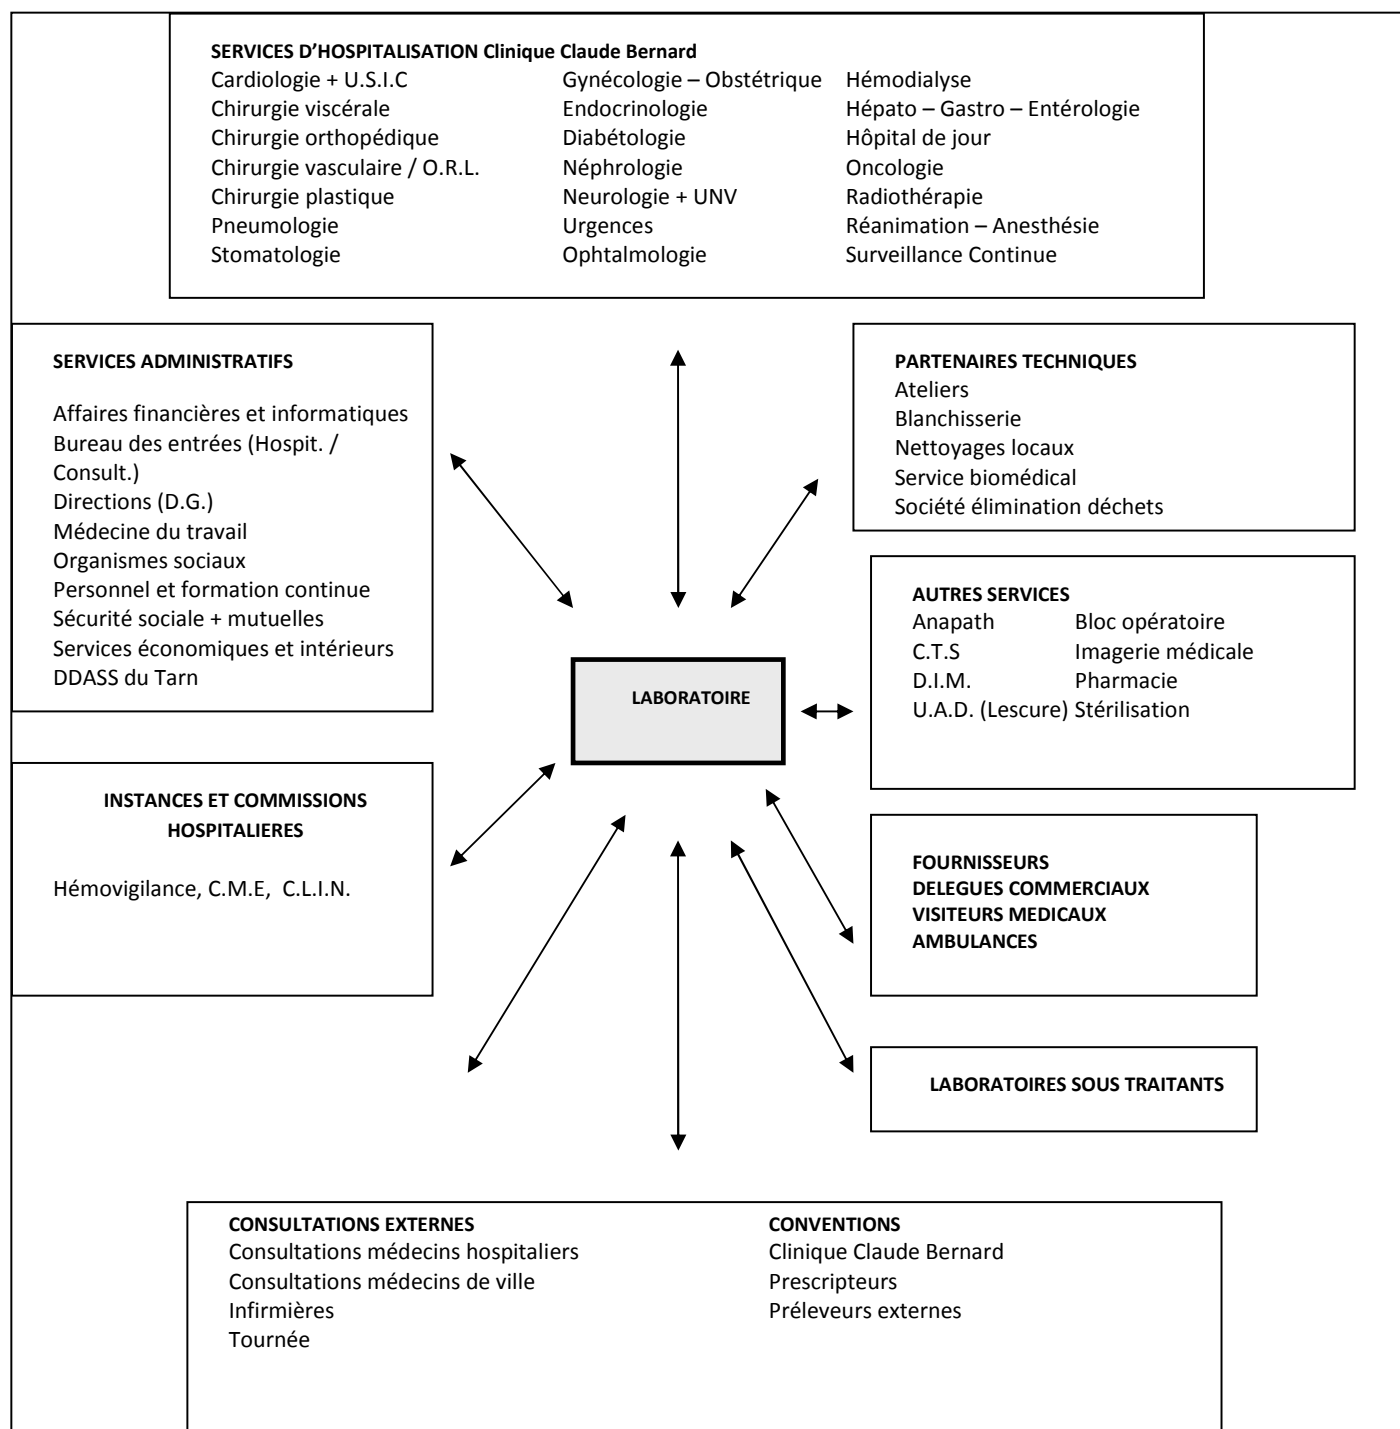 SERVICES D’HOSPITALISATION Clinique Claude Bernard
Cardiologie + U.S.I.C Gynécologie – Obstétrique Hémodialyse
Chirurgie viscérale Endocrinologie Hépato – Gastro – Entérologie
Chirurgie orthopédique Diabétologie Hôpital de jour
Chirurgie vasculaire / O.R.L. Néphrologie Oncologie
Chirurgie plastique Neurologie + UNV Radiothérapie
Pneumologie Urgences Réanimation – Anesthésie
Stomatologie Ophtalmologie Surveillance Continue
SERVICES ADMINISTRATIFS
Affaires financières et informatiques
Bureau des entrées (Hospit. /
Consult.)
Directions (D.G.)
Médecine du travail
Organismes sociaux
Personnel et formation continue
Sécurité sociale + mutuelles
Services économiques et intérieurs
DDASS du Tarn
PARTENAIRES TECHNIQUES
Ateliers
Blanchisserie
Nettoyages locaux
Service biomédical
Société élimination déchets
AUTRES SERVICES
Anapath Bloc opératoire
C.T.S Imagerie médicale
D.I.M. Pharmacie
U.A.D. (Lescure) Stérilisation
LABORATOIRE
INSTANCES ET COMMISSIONS
HOSPITALIERES
Hémovigilance, C.M.E, C.L.I.N.
FOURNISSEURS
DELEGUES COMMERCIAUX
VISITEURS MEDICAUX
AMBULANCES
LABORATOIRES SOUS TRAITANTS
CONSULTATIONS EXTERNES
Consultations médecins hospitaliers
Consultations médecins de ville
Infirmières
Tournée
CONVENTIONS
Clinique Claude Bernard
Prescripteurs
Préleveurs externes